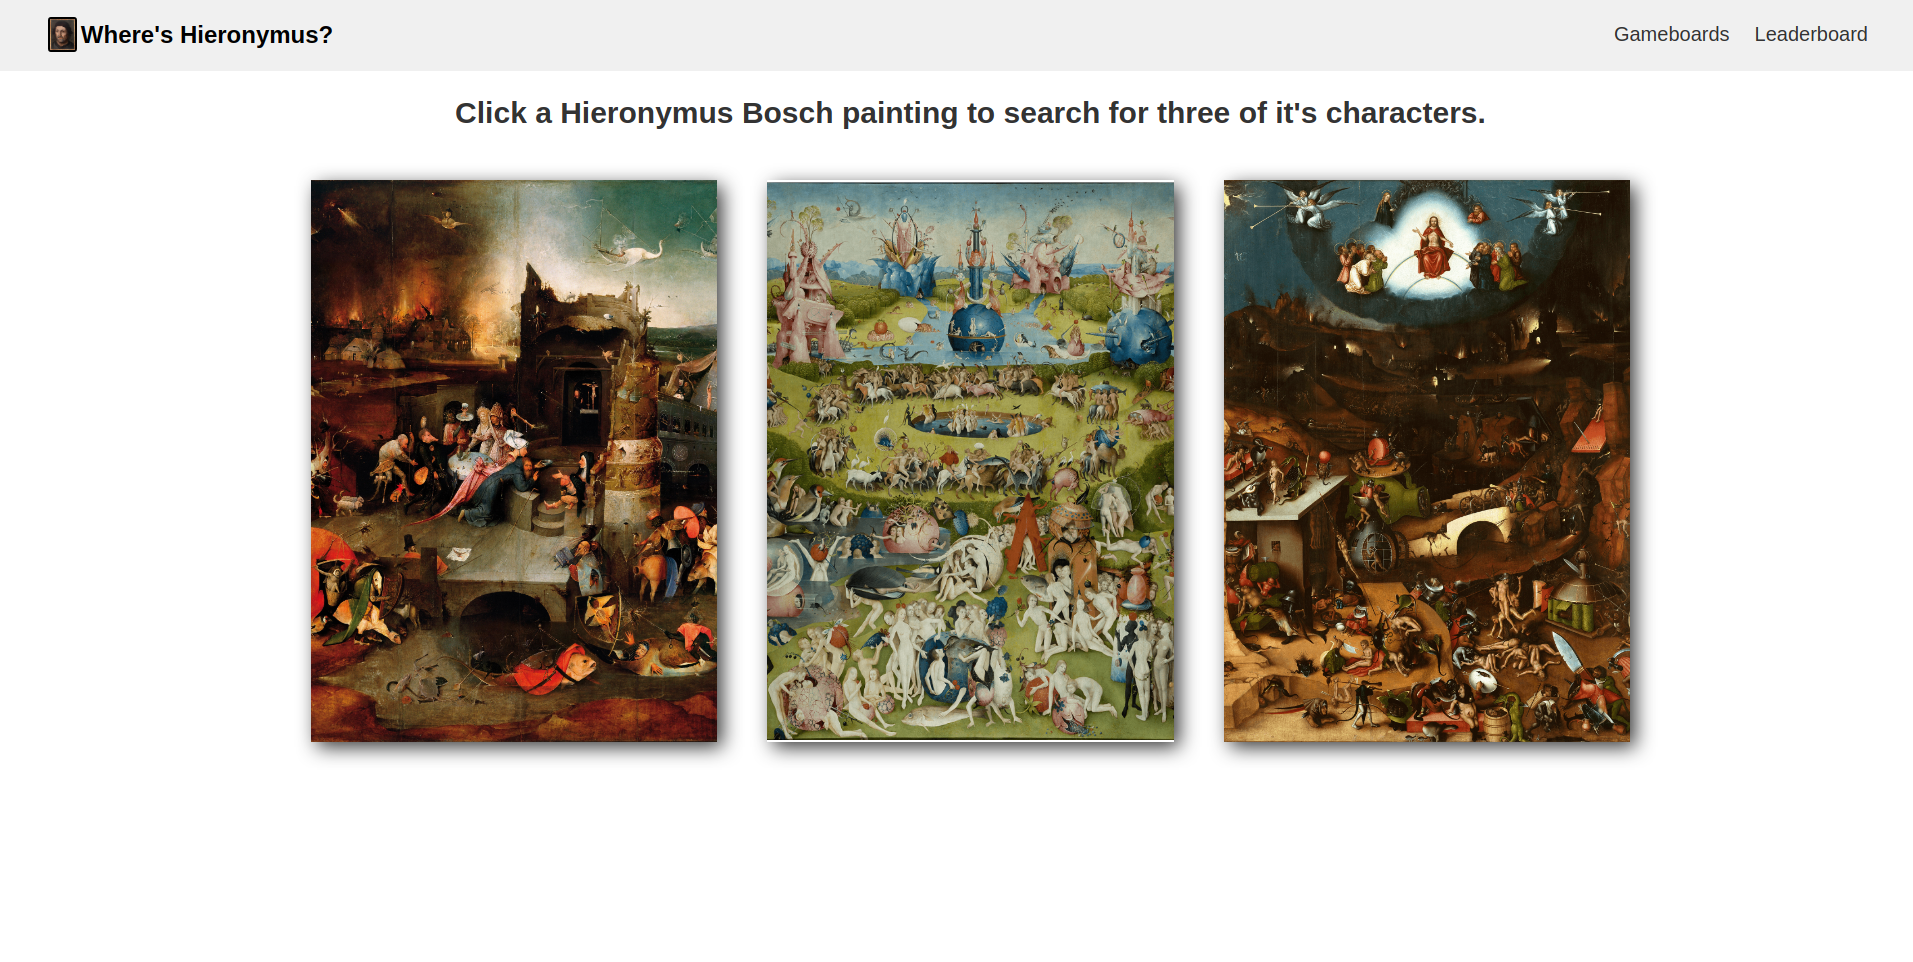 Where's Hieronymus?
Gameboards
Leaderboard
Click a Hieronymus Bosch painting to search for three of it's characters.